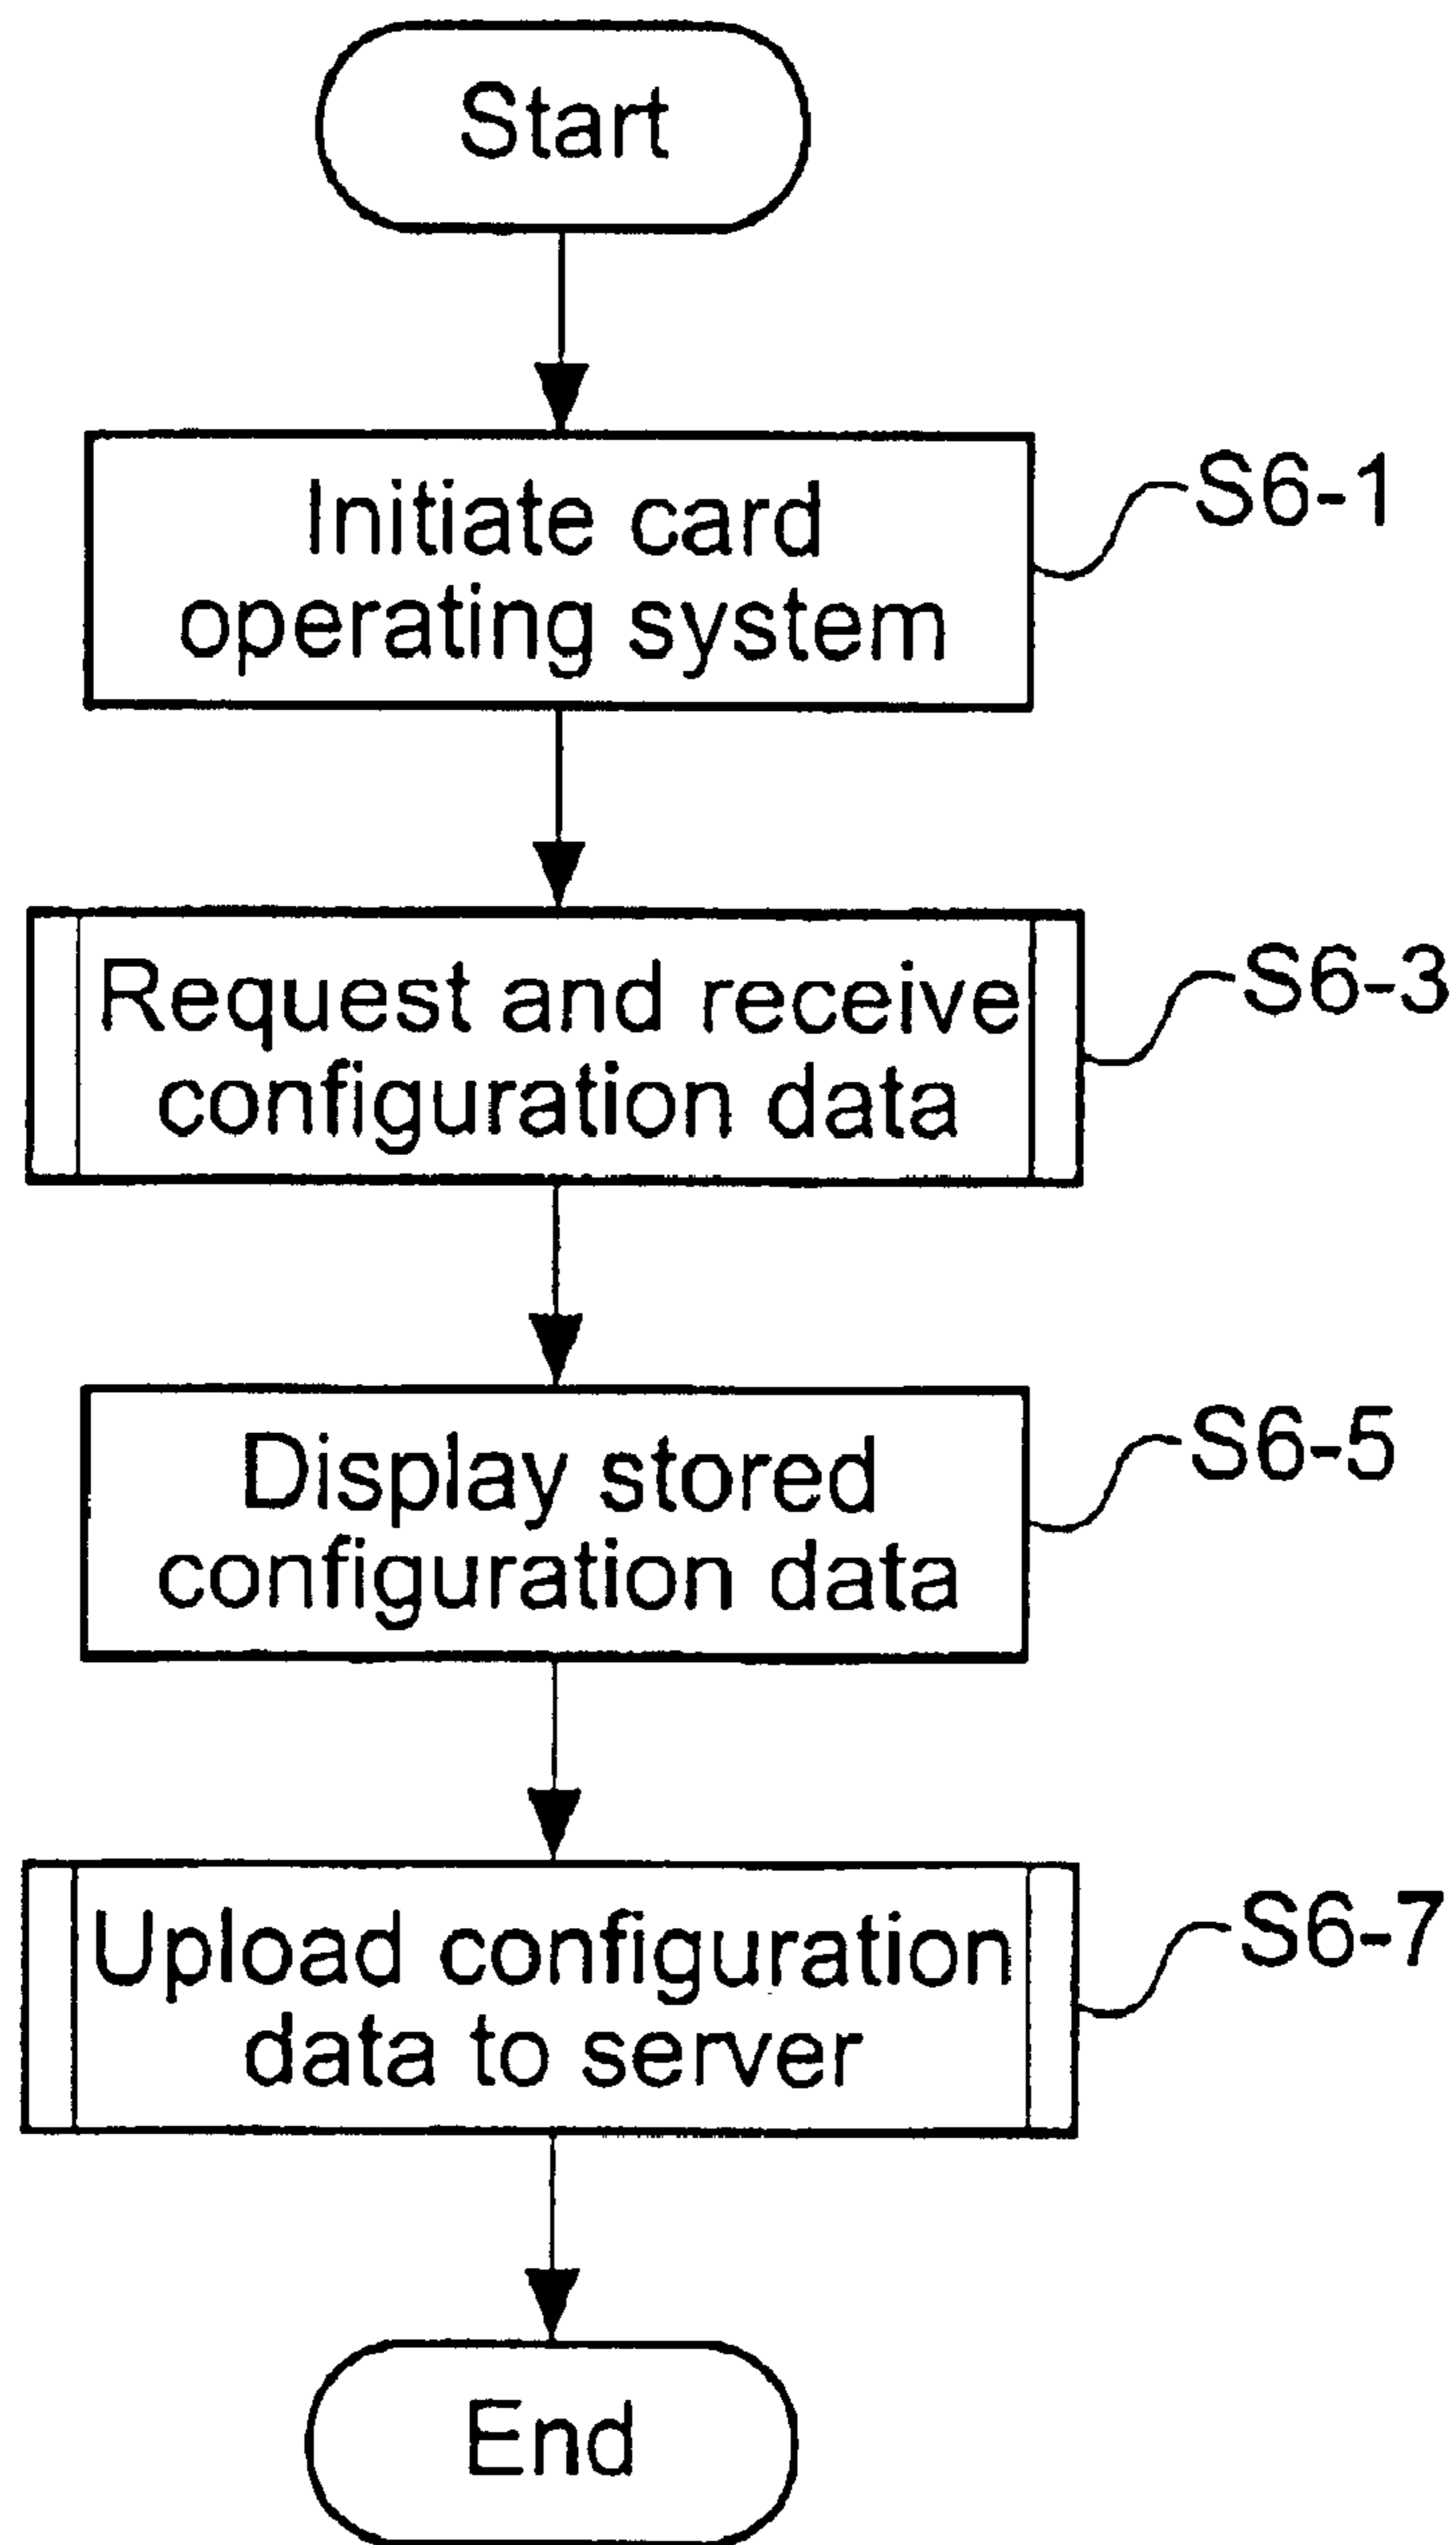 Start
Initiate card
operating system
S6-1
Request and receive
configuration data
S6-3
Display stored
configuration data
S6-5
Upload configuration
data to server
S6-7
End